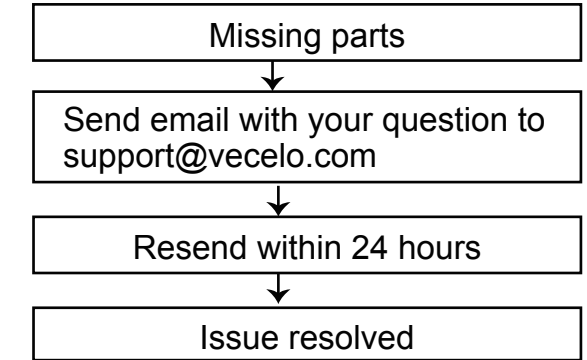 Missing parts
Send email with your question to
support@vecelo.com
Resend within 24 hours
Issue resolved